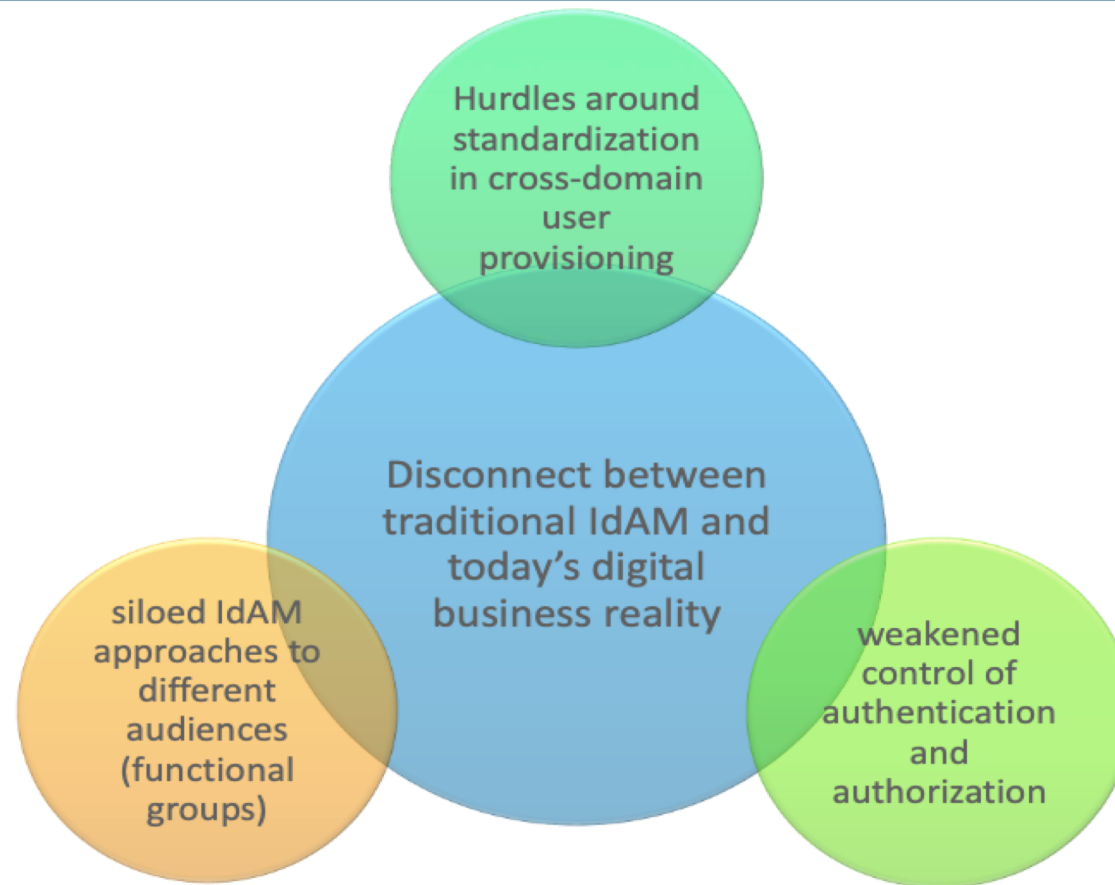 Hurdles around
standardization
in cross-domain
user
provisioning
Disconnect between
traditional IdAM and
today’s digital
business reality
siloed IdAM
approaches to
different
audiences
(functional
groups)
weakened
control of
authentication
and
authorization